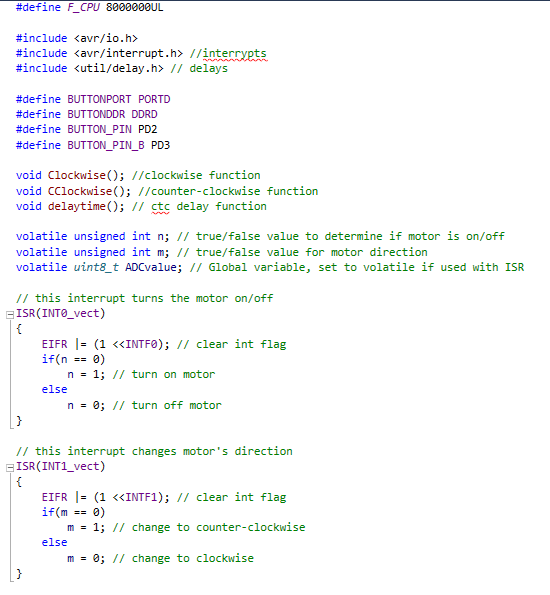 #define F_CPU 8000000UL
#include <avr/io.h>
#include <avr/interrupt.h> //interrypts
#include <util/delay.h> // delays
#define BUTTONPORT PORTD
#define BUTTONDDR DDRD
#define BUTTON_PIN PD2
#define BUTTON_PIN_B PD3
void Clockwise(); //clockwise function
void CClockwise(); //counter-clockwise function
void delaytime(); // ctc delay function
volatile unsigned int n; // true/false value to determine if motor is on/off
volatile unsigned int m; // true/false value for motor direction
volatile uint8_t ADCvalue; // Global variable, set to volatile if used with ISR
// this interrupt turns the motor on/off
ISR(INT0_vect)
{
    EIFR |= (1 <<INTF0); // clear int flag
    if(n == 0)
        n = 1; // turn on motor
    else
        n = 0; // turn off motor
}
// this interrupt changes motor's direction
ISR(INT1_vect)
{
    EIFR |= (1 <<INTF1); // clear int flag
    if(m == 0)
        m = 1; // change to counter-clockwise
    else
        m = 0; // change to clockwise
}